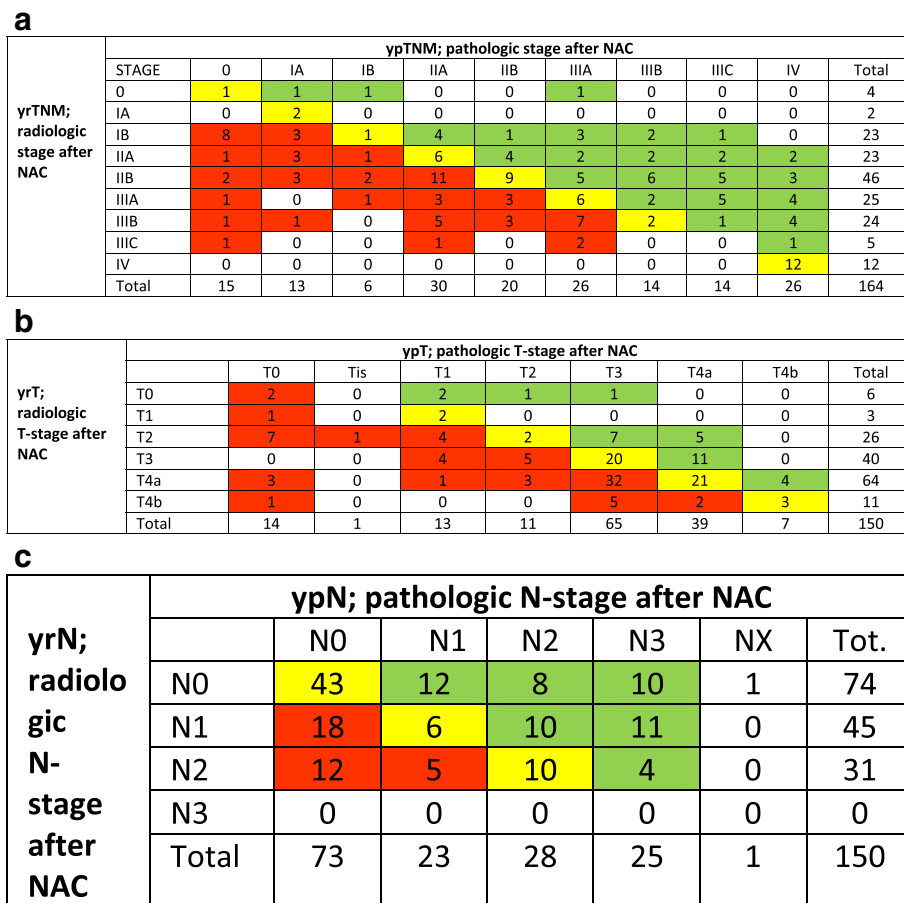 a
ypTNM; pathologic stage after NAC
yrTNM; radiologic stage after NAC
STAGE 0 IA IB IIA IIB IIIA IIIB IIIC IV Total
0 1 1 1 0 0 1 0 0 0 4
IA 0 2 0 0 0 0 0 0 0 2
IB 8 3 1 4 1 3 2 1 0 23
IIA 1 3 1 6 4 2 2 2 2 23
IIB 2 3 2 11 9 5 6 5 3 46
IIIA 1 0 1 3 3 6 2 5 4 25
IIIB 1 1 0 5 3 7 2 1 4 24
IIIC 1 0 0 1 0 2 0 0 1 5
IV 0 0 0 0 0 0 0 0 12 12
Total 15 13 6 30 20 26 14 14 26 164
b
ypT; pathologic T-stage after NAC
yrT; radiologic T-stage after NAC
T0 Tis T1 T2 T3 T4a T4b Total
T0 2 0 2 1 1 0 0 6
T1 1 0 2 0 0 0 0 3
T2 7 1 4 2 7 5 0 26
T3 0 0 4 5 20 11 0 40
T4a 3 0 1 3 32 21 4 64
T4b 1 0 0 0 5 2 3 11
Total 14 1 13 11 65 39 7 150
c
ypN; pathologic N-stage after NAC
yrN;
radiolo
gic
N-
stage
after
NAC
N0 N1 N2 N3 NX Tot.
N0 43 12 8 10 1 74
N1 18 6 10 11 0 45
N2 12 5 10 4 0 31
N3 0 0 0 0 0 0
Total 73 23 28 25 1 150